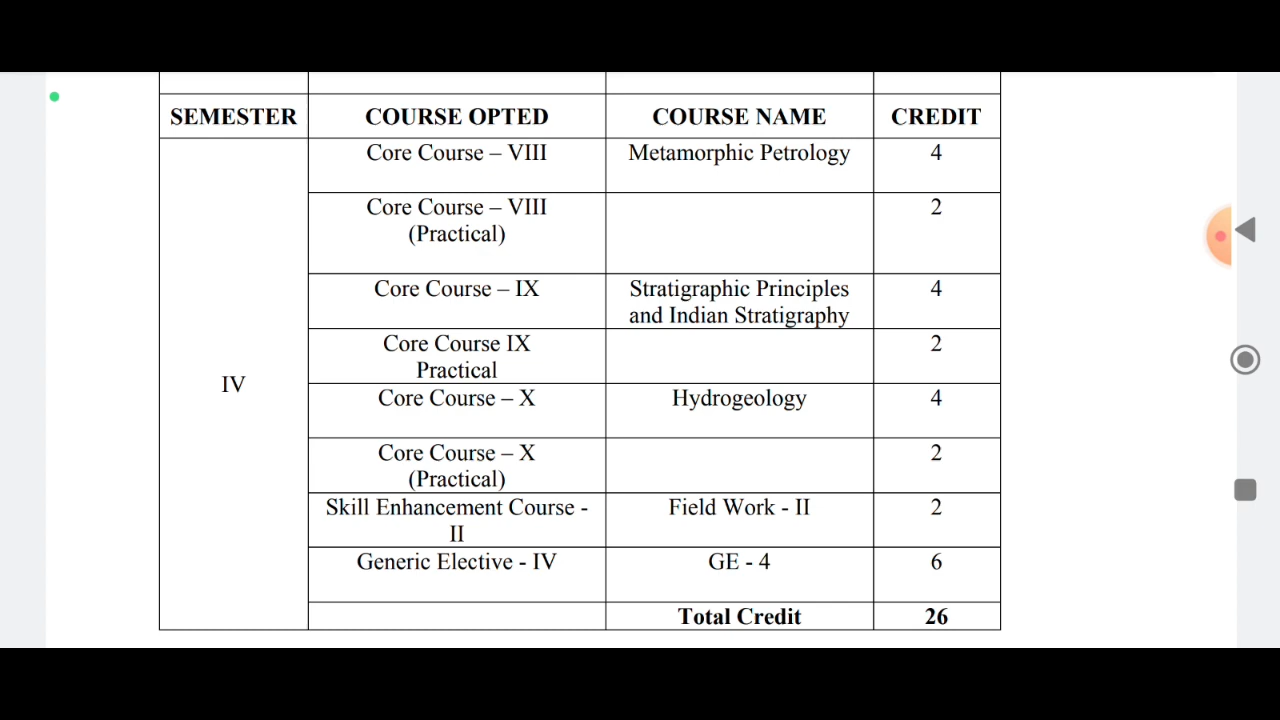 SEMESTER COURSE OPTED COURSE NAME CREDIT
Core Course – VIII Metamorphic Petrology 4
Core Course – VIII 2
(Practical)
Core Course – IX Stratigraphic Principles 4
and Indian Stratigraphy
Core Course IX 2
Practical
IV
Core Course – X Hydrogeology 4
Core Course – X 2
(Practical)
Skill Enhancement Course - Field Work - II 2
II
Generic Elective - IV GE - 4 6
Total Credit 26